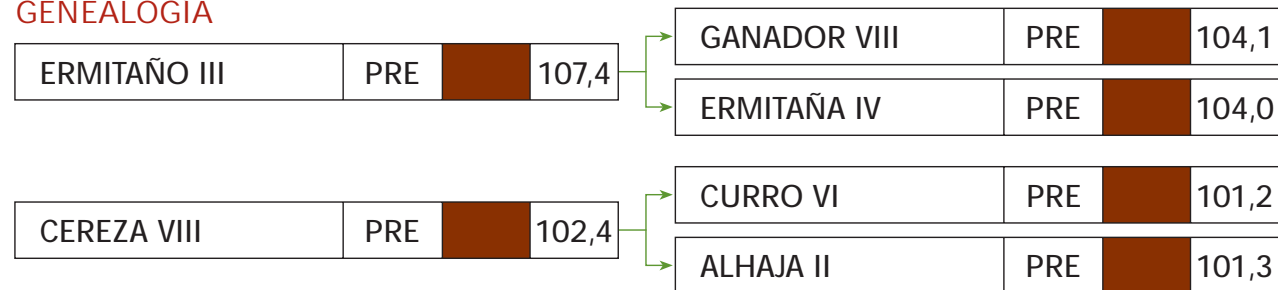 GENEALOGÍA
ERMITAÑO III PRE 107,4
GANADOR VIII PRE 104,1
ERMITAÑA IV PRE 104,0
CEREZA VIII PRE 102,4
CURRO VI PRE 101,2
ALHAJA II PRE 101,3